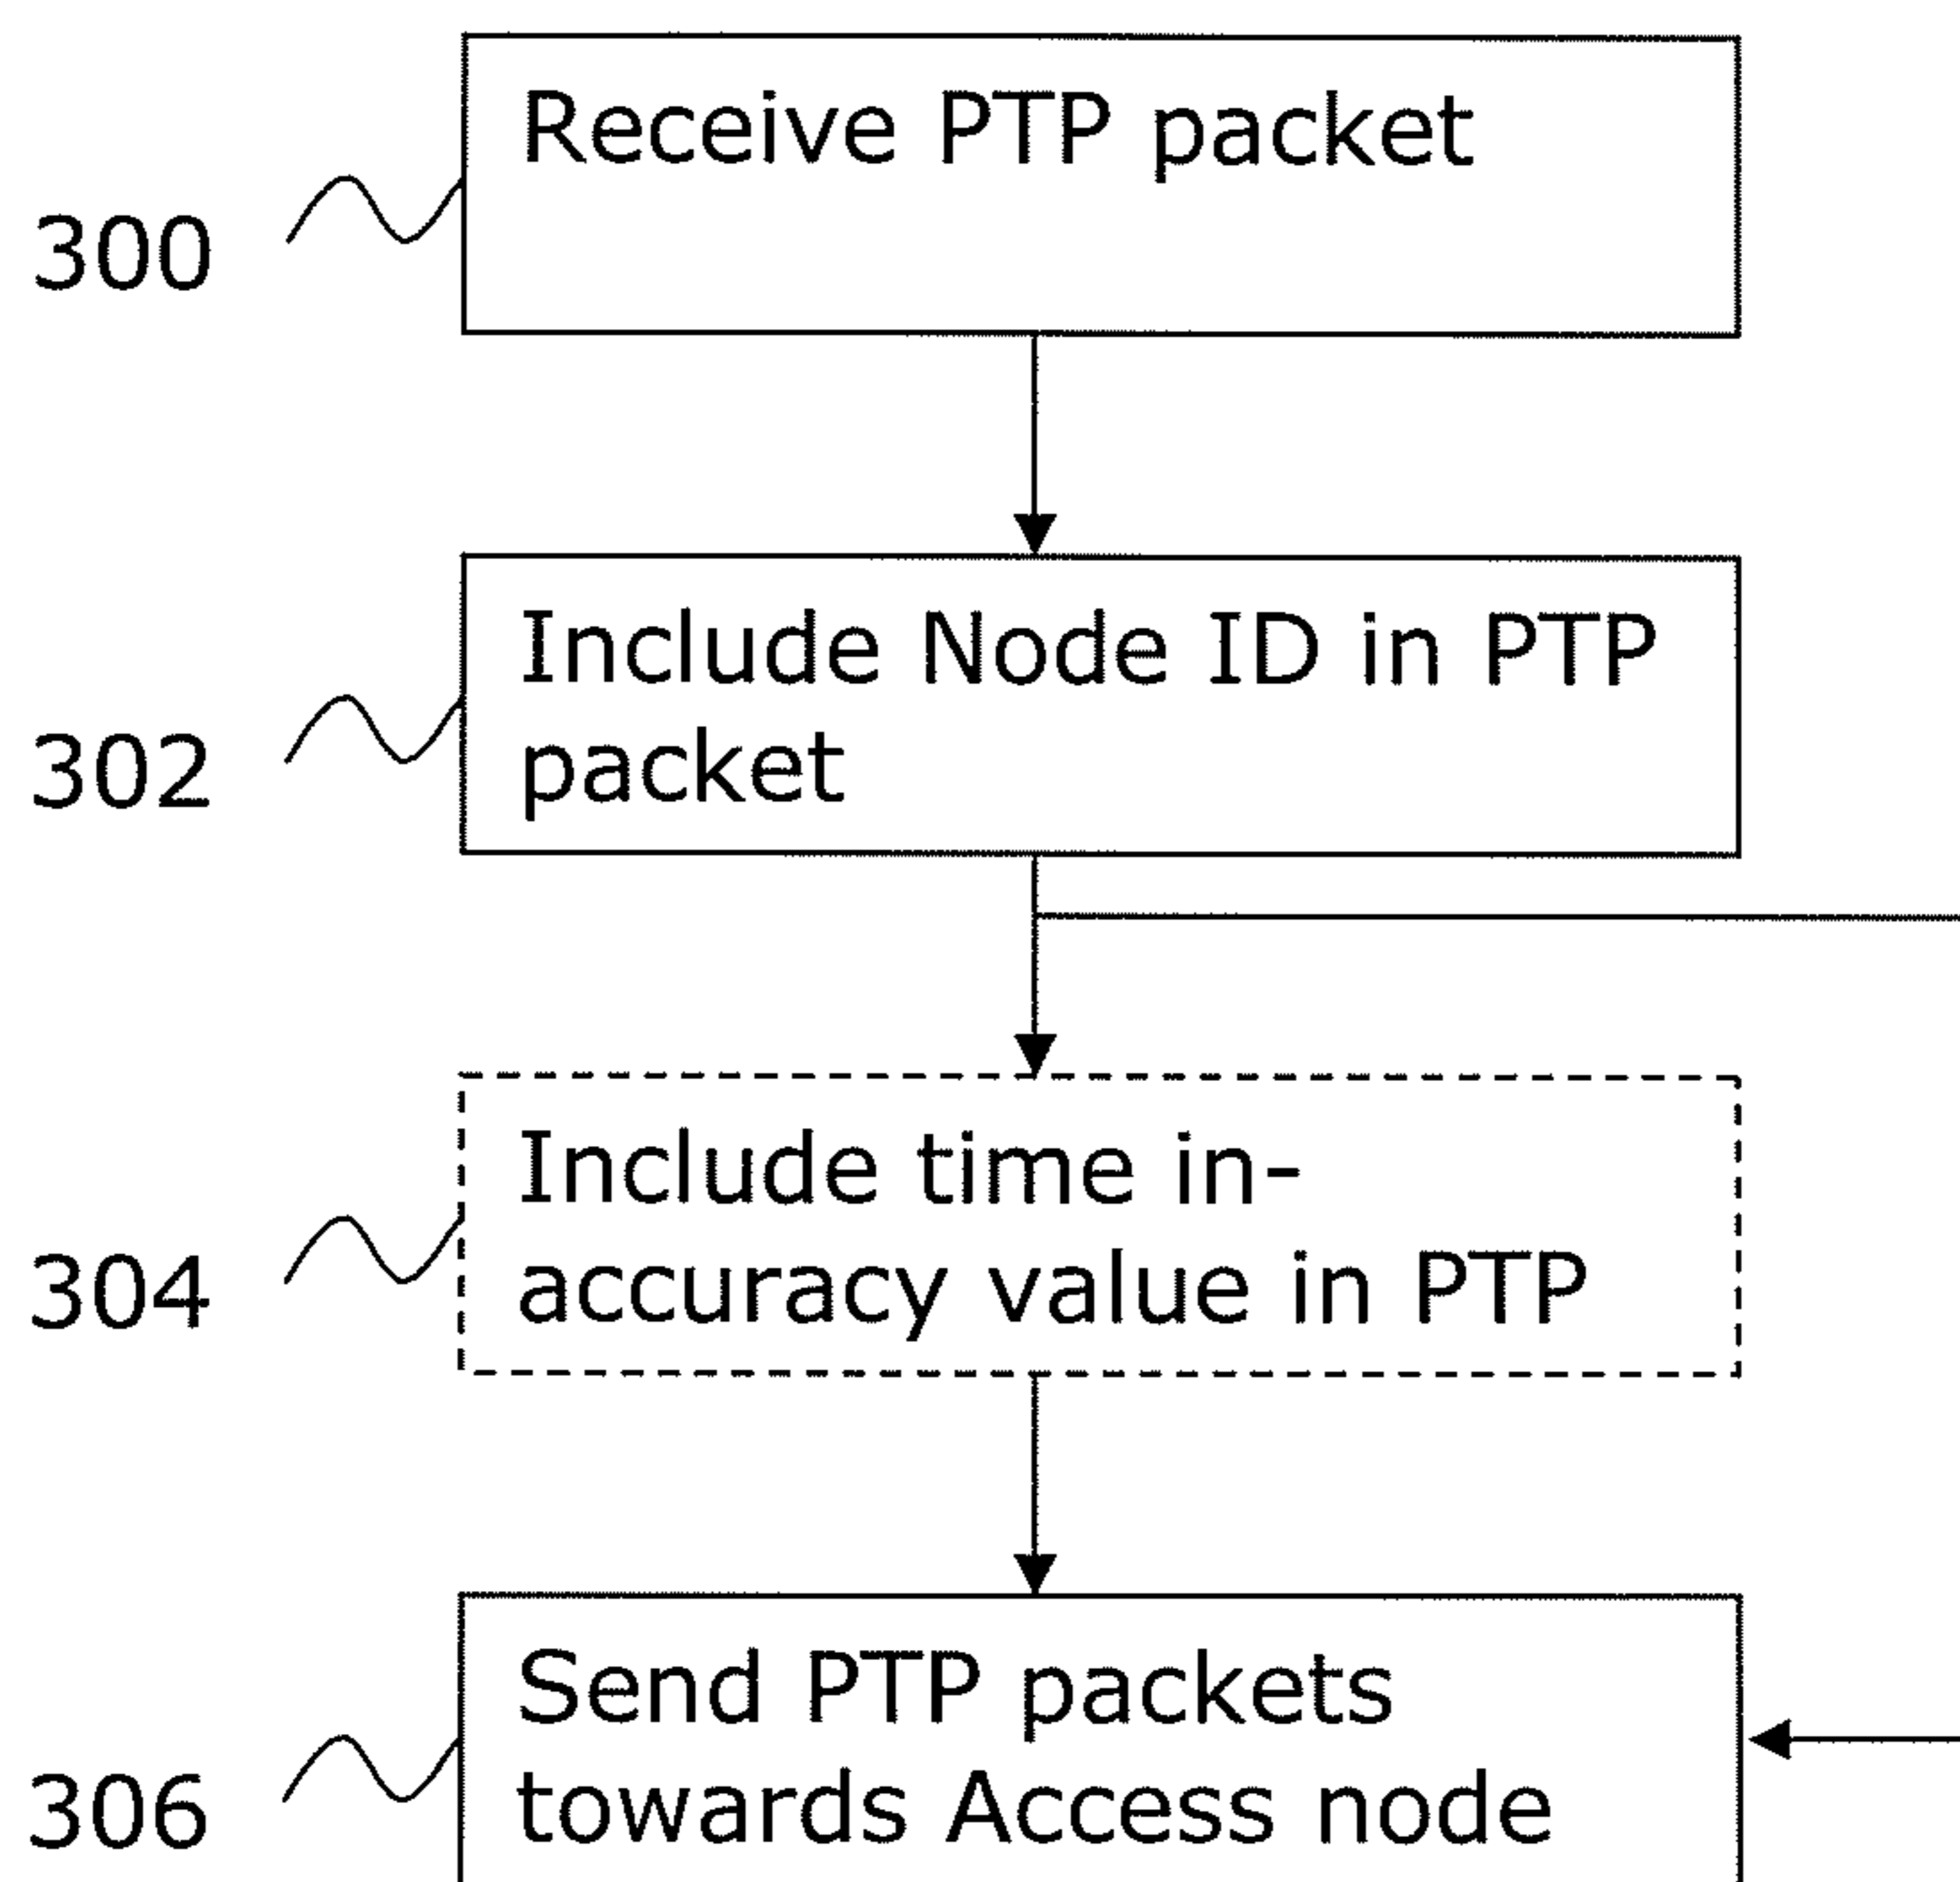 Receive PTP packet
300
Include Node ID in PTP
packet
302
Include time in-
accuracy value in PTP
304
Send PTP packets
towards Access node
306